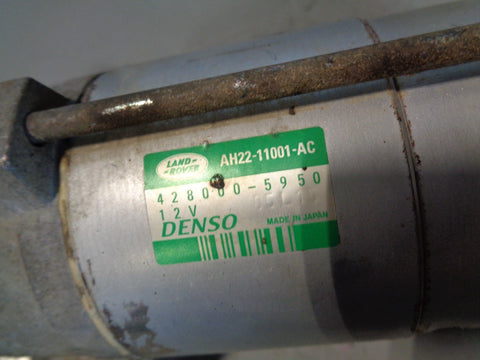 LAND-
ROVER
AH22-11001-AC
428000-5950
12V
DENSO
MADE IN JAPAN